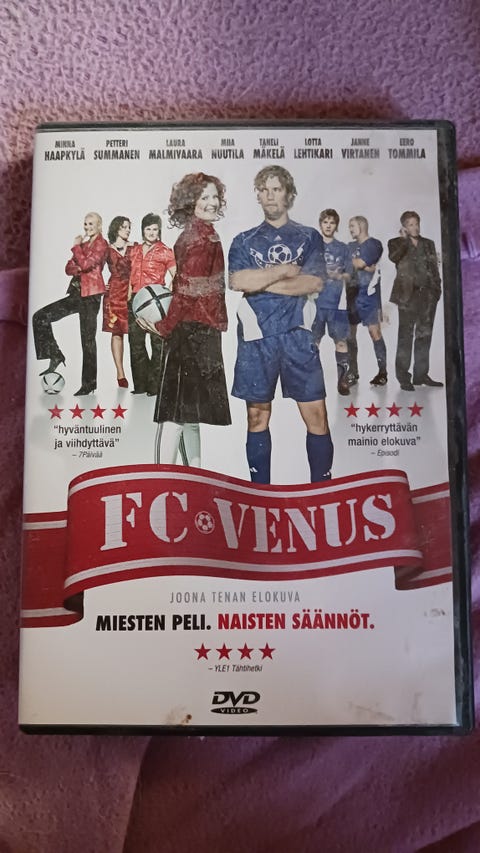 MINNA HAAPKYLÄ
PETTERI SUMMANEN
LAURA MALMIVAARA
MIIA NUUTILA
TANELI MÄKELÄ
LOTTA LEHTIKARI
JANNE VIRTANEN
EERO TOMMILA
"hyväntuulinen
ja viihdyttävä"
– 7Päivää
"hykerryttävän
mainio elokuva"
– Episodi
FC VENUS
JOONA TENAN ELOKUVA
MIESTEN PELI. NAISTEN SÄÄNNÖT.
– YLE1 Tähtihetki
DVD
VIDEO